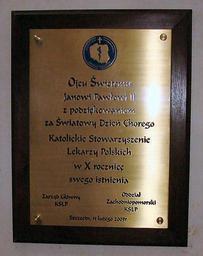 Ojcu Świętemu
Janowi Pawłowi II
z podziękowaniem
za Światowy Dzień Chorego
Katolickie Stowarzyszenie
Lekarzy Polskich
w X rocznicę
swego istnienia
Zarząd Główny
KSLP
Oddział
Zachodniopomorski
KSLP
Szczecin, 11 lutego